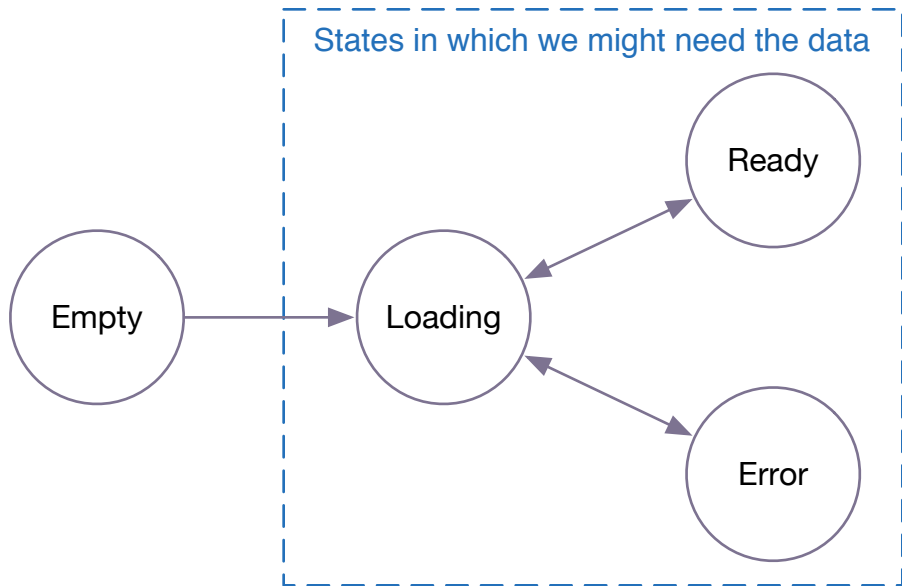 States in which we might need the data
Ready
Empty
Loading
Error